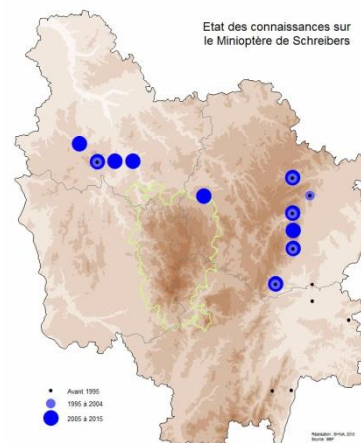 Etat des connaissances sur
le Minioptère de Schreibers
Avant 1995
1995 à 2004
2005 à 2015